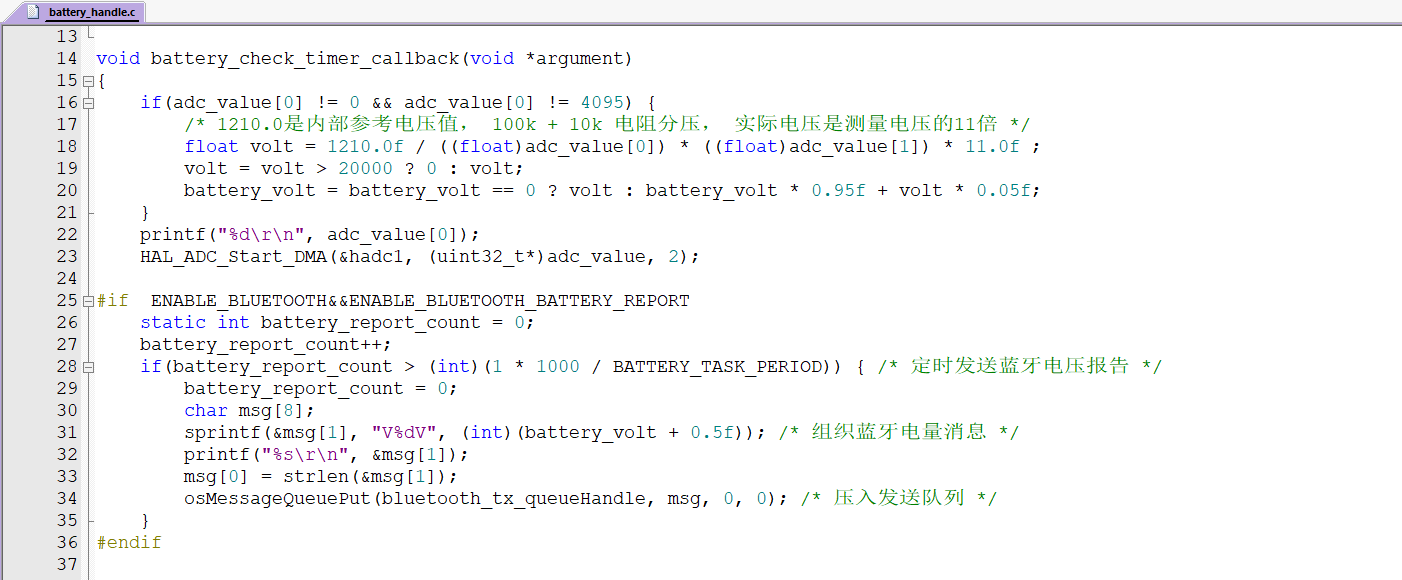 battery_handle.c
13
14 void battery_check_timer_callback(void *argument)
15 {
16     if(adc_value[0] != 0 && adc_value[0] != 4095) {
17         /* 1210.0是内部参考电压值， 100k + 10k 电阻分压， 实际电压是测量电压的11倍 */
18         float volt = 1210.0f / ((float)adc_value[0]) * ((float)adc_value[1]) * 11.0f ;
19         volt = volt > 20000 ? 0 : volt;
20         battery_volt = battery_volt == 0 ? volt : battery_volt * 0.95f + volt * 0.05f;
21     }
22     printf("%d\r\n", adc_value[0]);
23     HAL_ADC_Start_DMA(&hadc1, (uint32_t*)adc_value, 2);
24
25 #if  ENABLE_BLUETOOTH&&ENABLE_BLUETOOTH_BATTERY_REPORT
26     static int battery_report_count = 0;
27     battery_report_count++;
28     if(battery_report_count > (int)(1 * 1000 / BATTERY_TASK_PERIOD)) { /* 定时发送蓝牙电压报告 */
29         battery_report_count = 0;
30         char msg[8];
31         sprintf(&msg[1], "V%dV", (int)(battery_volt + 0.5f)); /* 组织蓝牙电量消息 */
32         printf("%s\r\n", &msg[1]);
33         msg[0] = strlen(&msg[1]);
34         osMessageQueuePut(bluetooth_tx_queueHandle, msg, 0, 0); /* 压入发送队列 */
35     }
36 #endif
37